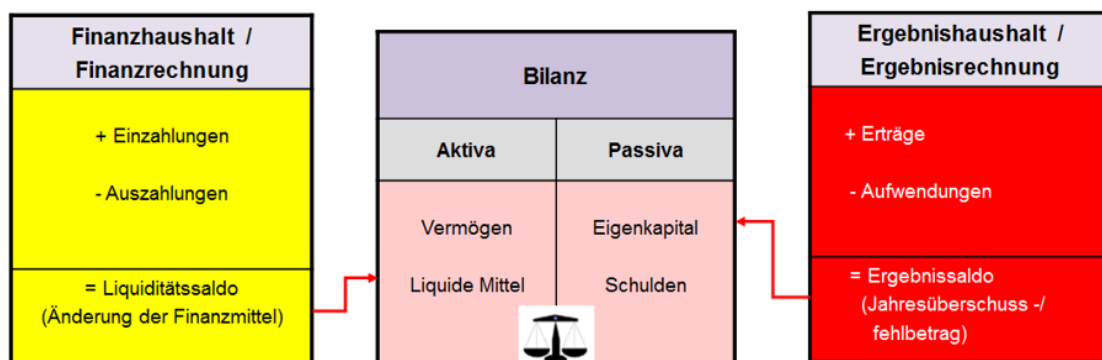 Finanzhaushalt /
Finanzrechnung
+ Einzahlungen
- Auszahlungen
= Liquiditätssaldo
(Änderung der Finanzmittel)
Bilanz
Aktiva
Passiva
Vermögen
Eigenkapital
Liquide Mittel
Schulden
Ergebnishaushalt /
Ergebnisrechnung
+ Erträge
- Aufwendungen
= Ergebnissaldo
(Jahresüberschuss -/
fehlbetrag)